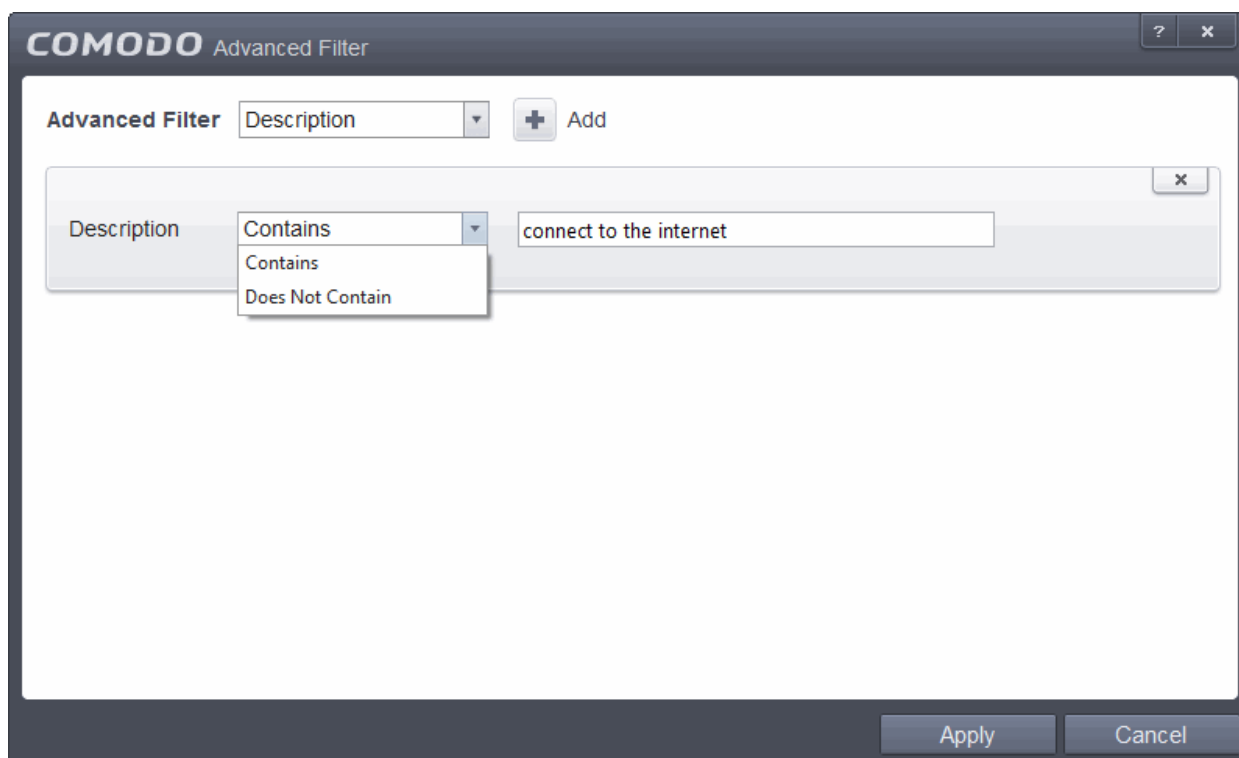 COMODO Advanced Filter ? ×
Advanced Filter Description + Add
×
Description Contains connect to the internet
Contains
Does Not Contain
Apply Cancel